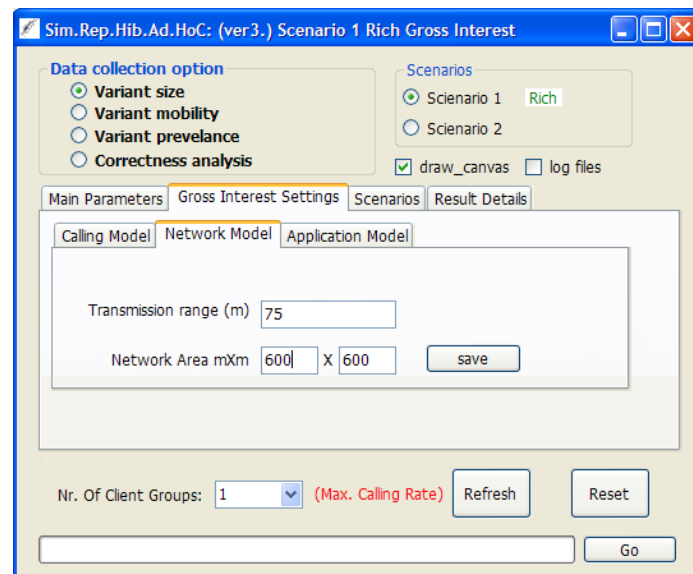 Sim.Rep.Hib.Ad.HoC: (ver3.) Scenario 1 Rich Gross Interest
Data collection option
Variant size
Variant mobility
Variant prevelance
Correctness analysis
Scenarios
Scienario 1 Rich
Scienario 2
draw_canvas log files
Main Parameters Gross Interest Settings Scenarios Result Details
Calling Model Network Model Application Model
Transmission range (m) 75
Network Area mXm 600 X 600 save
Nr. Of Client Groups: 1 (Max. Calling Rate) Refresh Reset
Go